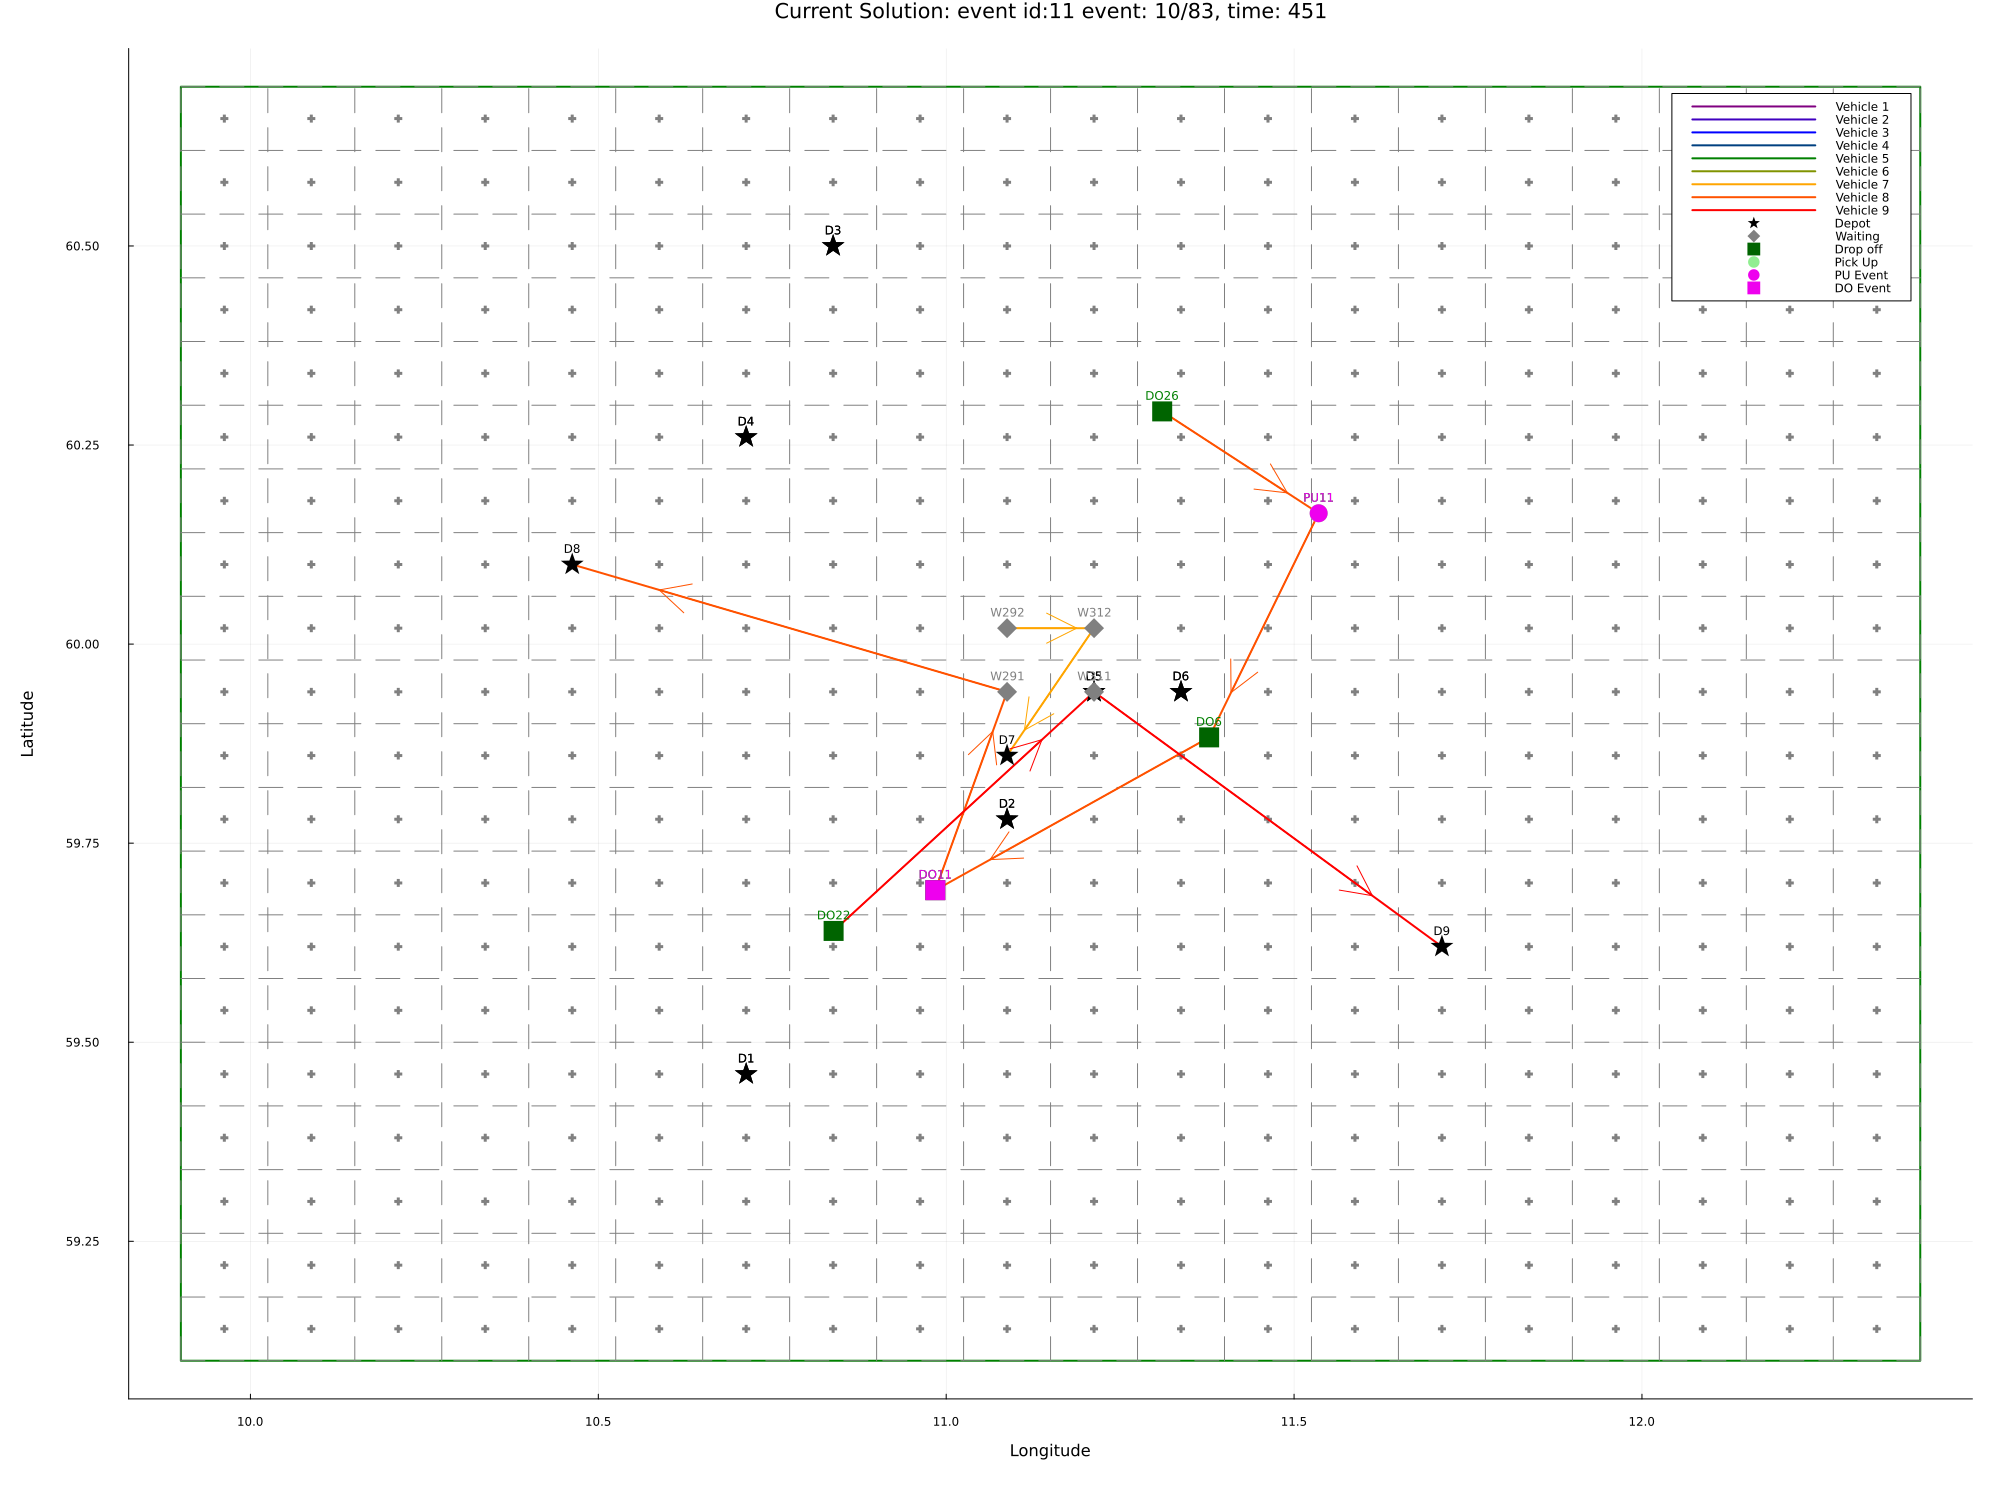 Current Solution: event id:11 event: 10/83, time: 451
Vehicle 1
Vehicle 2
Vehicle 3
Vehicle 4
Vehicle 5
Vehicle 6
Vehicle 7
Vehicle 8
Vehicle 9
Depot
Waiting
Drop off
Pick Up
PU Event
DO Event
D3
60.50
DO26
D4
60.25
PU11
D8
W292 W312
60.00
W291
D5
D6
DO6
D7
D2
59.75
DO11
DO22
D9
59.50
D1
59.25
10.0 10.5 11.0 11.5 12.0
Longitude
Latitude